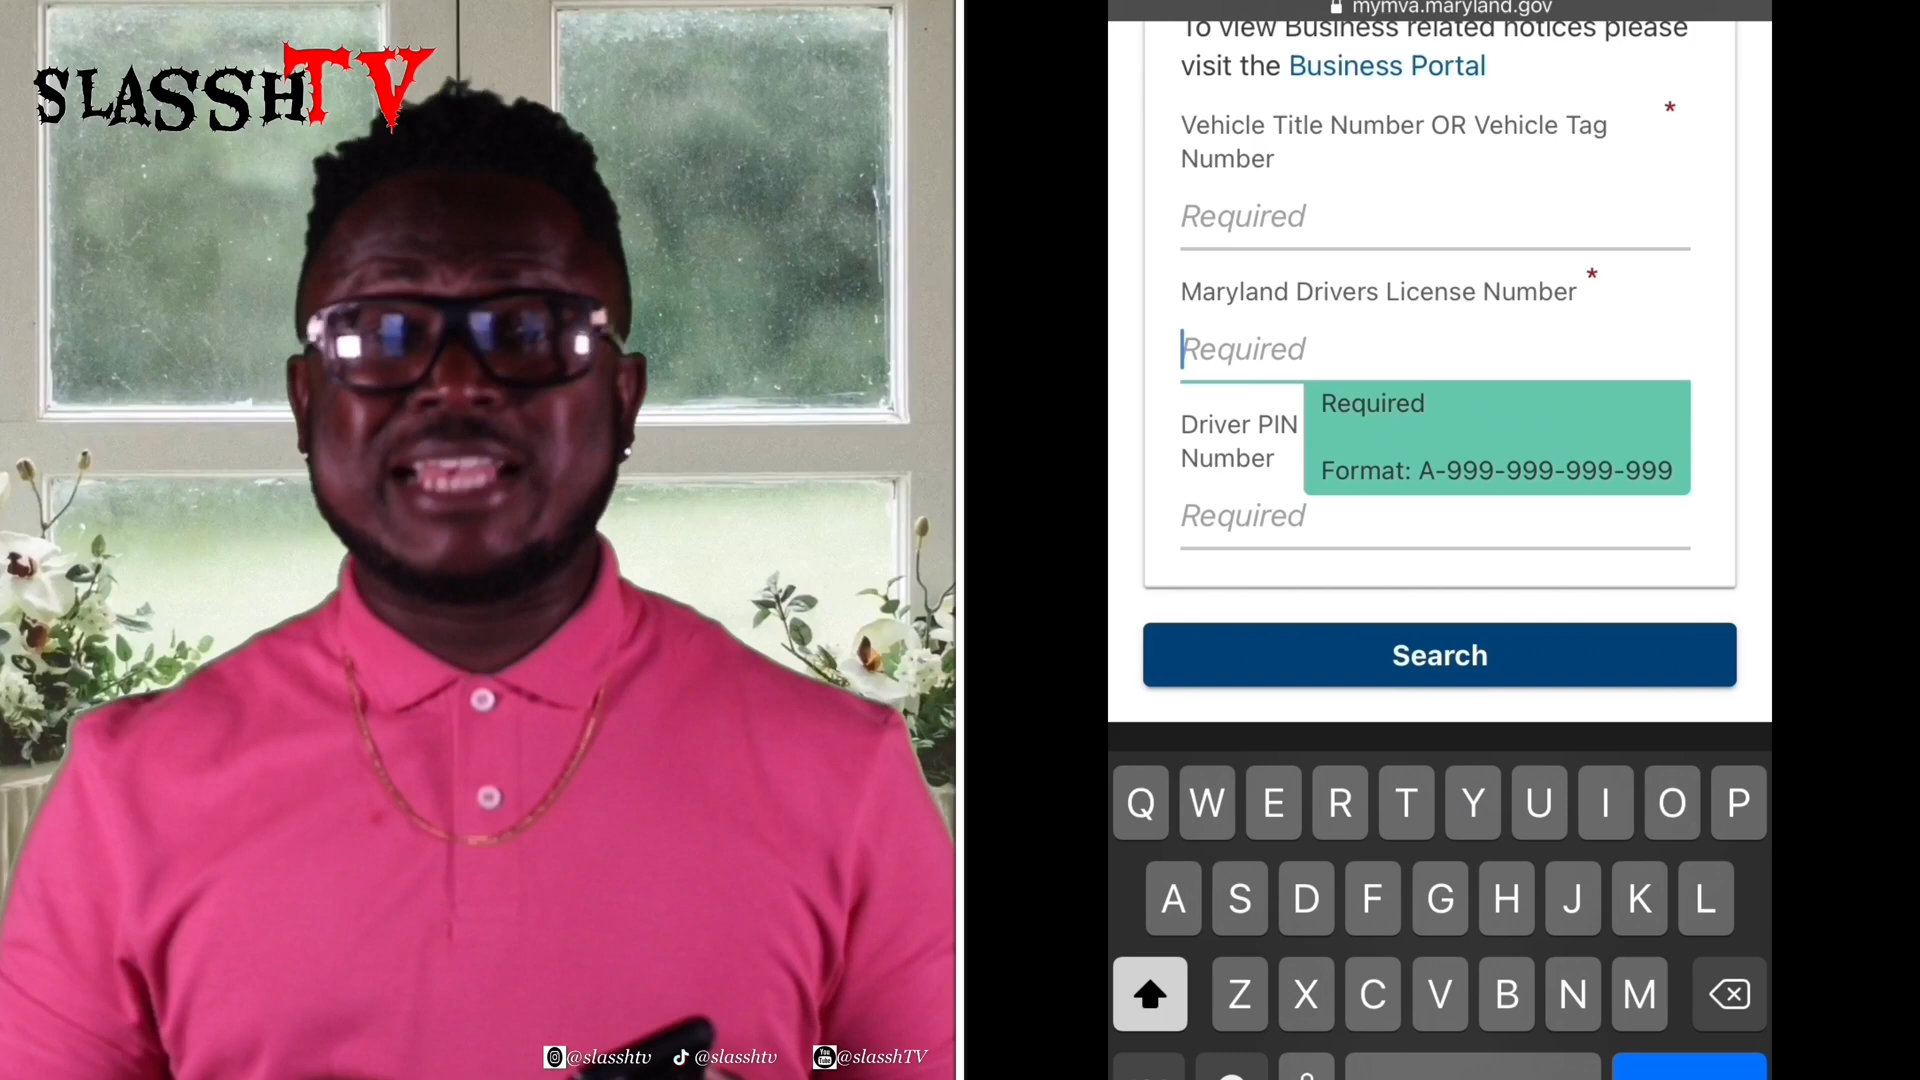 SLASSHTV
mymva.maryland.gov
To view Business related notices please
visit the Business Portal
*
Vehicle Title Number OR Vehicle Tag
Number
Required
Maryland Drivers License Number *
Required
Required
Driver PIN
Number
Format: A-999-999-999-999
Required
Search
Q W E R T Y U I O P
A S D F G H J K L
Z X C V B N M
@slasshtv @slasshtv You Tube @slasshTV